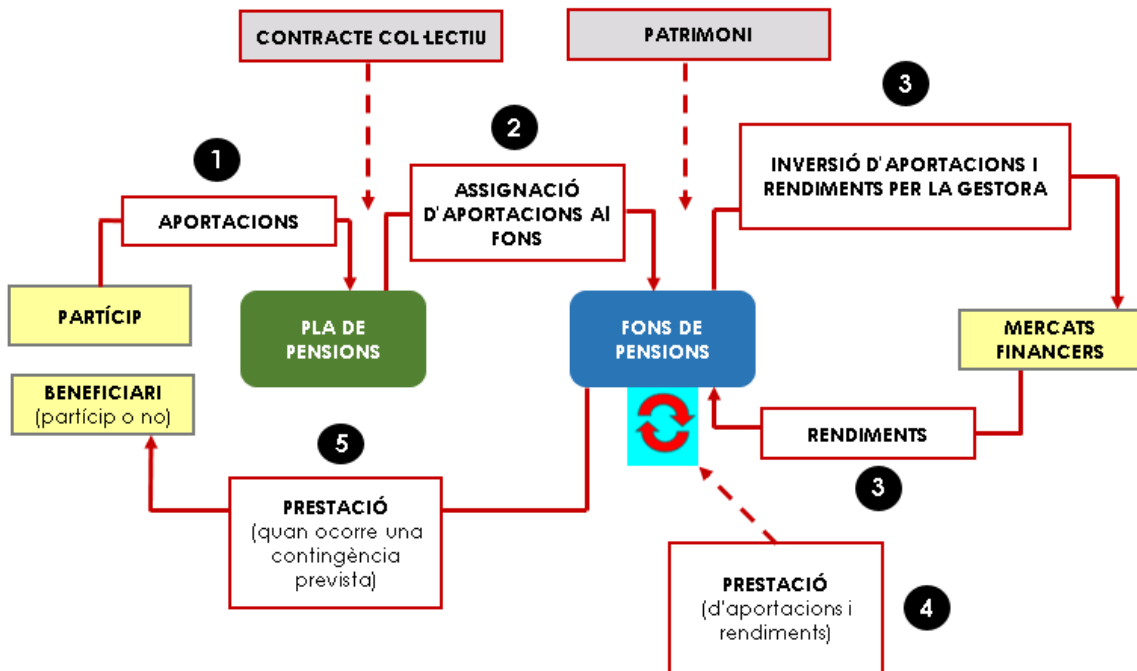 CONTRACTE COL·LECTIU
PATRIMONI
3
2
1
INVERSIÓ D'APORTACIONS I
RENDIMENTS PER LA GESTORA
ASSIGNACIÓ
D'APORTACIONS Al
FONS
APORTACIONS
PARTÍCIP
PLA DE
PENSIONS
FONS DE
PENSIONS
MERCATS
FINANCERS
BENEFICIARI
(partícip o no)
5
RENDIMENTS
3
PRESTACIÓ
(quan ocorre una
contingència
prevista)
PRESTACIÓ
(d'aportacions i
rendiments)
4